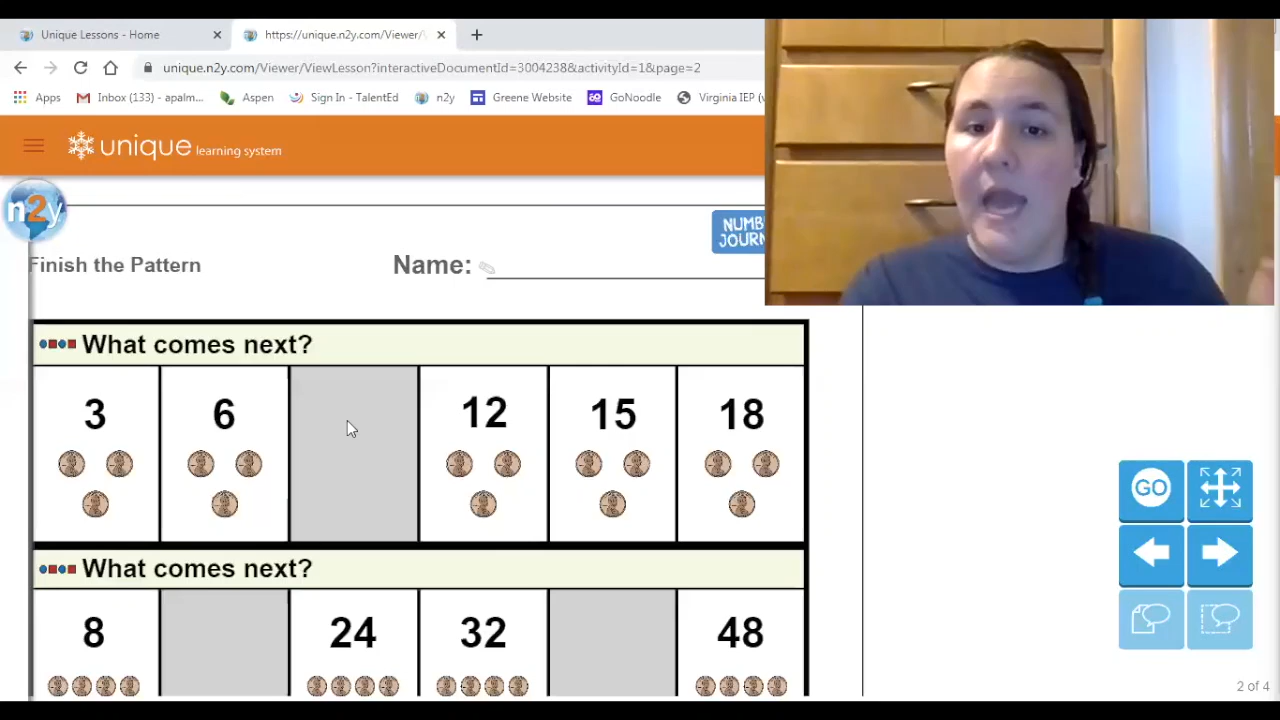 Unique Lessons - Home
https://unique.n2y.com/Viewer/
unique.n2y.com/Viewer/ViewLesson?interactiveDocumentId=3004238&activityId=1&page=2
Apps Inbox (133) - apalm... Aspen Sign In - TalentEd n2y Greene Website GoNoodle Virginia IEP (v
unique learning system
n2y
NUMB
JOURN
Finish the Pattern Name:
What comes next?
3 6 12 15 18
What comes next?
8 24 32 48
GO
2 of 4